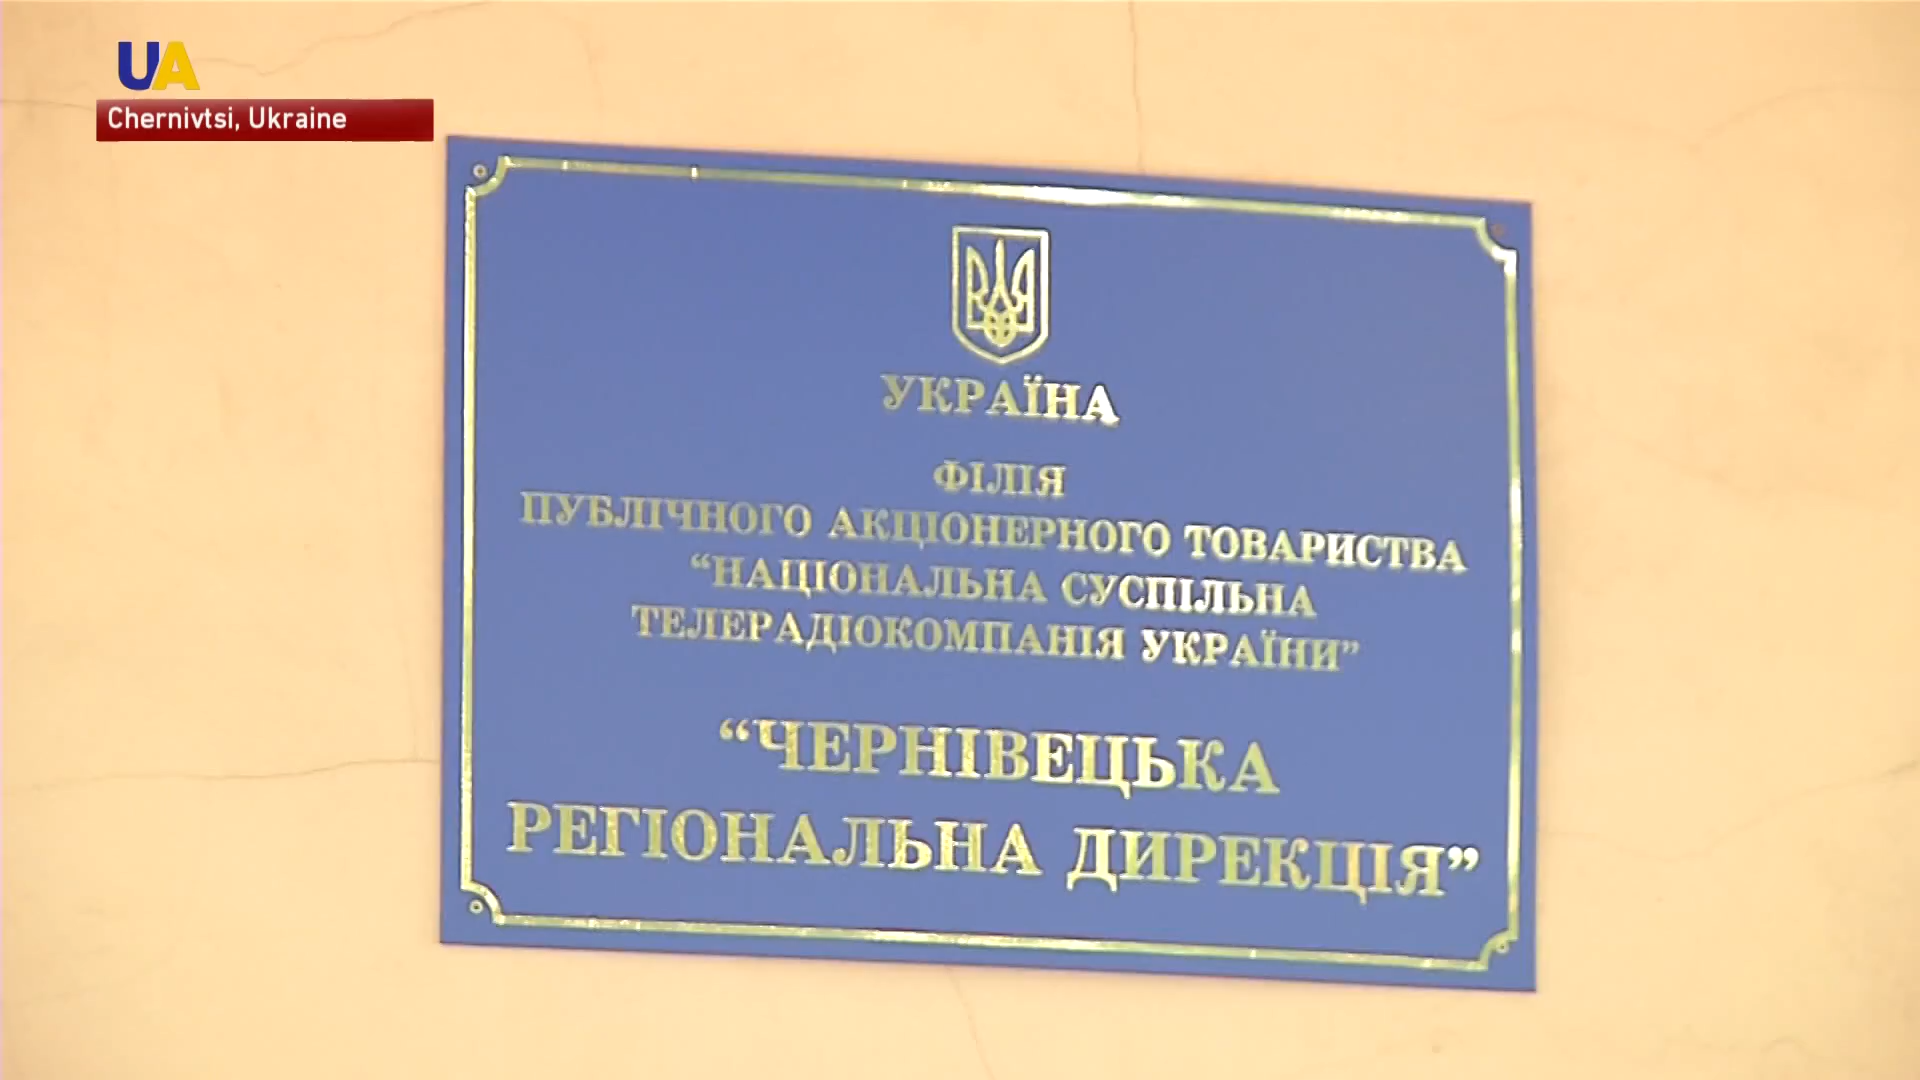 UA
Chernivtsi, Ukraine
УКРАЇНА
ФІЛІЯ
ПУБЛІЧНОГО АКЦІОНЕРНОГО ТОВАРИСТВА
“НАЦІОНАЛЬНА СУСПІЛЬНА
ТЕЛЕРАДІОКОМПАНІЯ УКРАЇНИ”
“ЧЕРНІВЕЦЬКА
РЕГІОНАЛЬНА ДИРЕКЦІЯ”